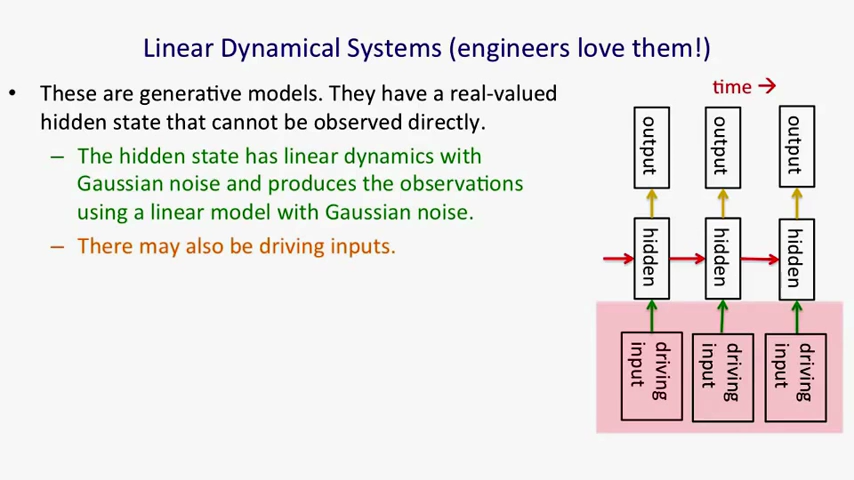 Linear Dynamical Systems (engineers love them!)
• These are generative models. They have a real-valued
hidden state that cannot be observed directly.
– The hidden state has linear dynamics with
Gaussian noise and produces the observations
using a linear model with Gaussian noise.
– There may also be driving inputs.
time →
output
output
output
hidden
hidden
hidden
driving
input
driving
input
driving
input